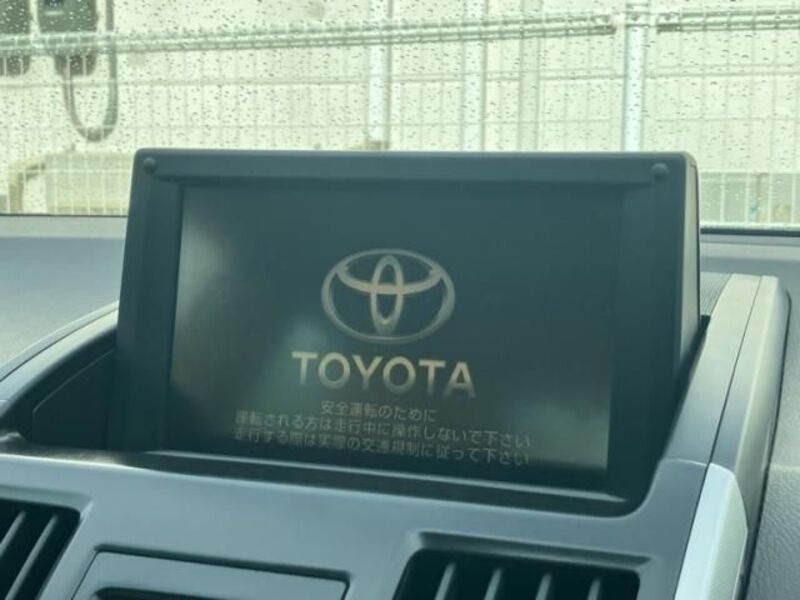 TOYOTA
安全運転のために
運転される方は走行中に操作しないで下さい
走行する際は実際の交通規制に従って下さい